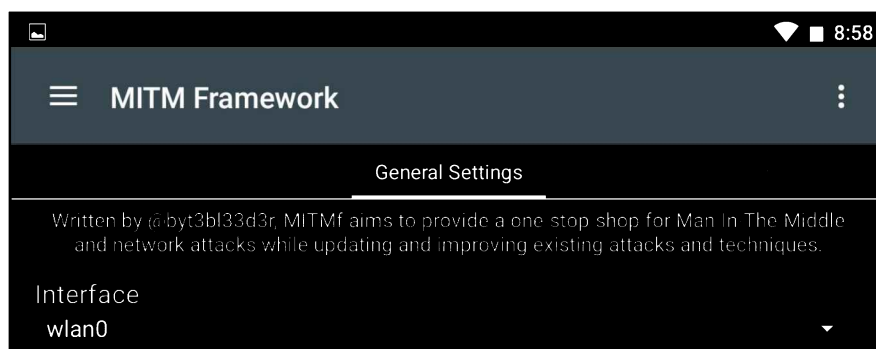 8:58
MITM Framework
General Settings
Written by @byt3bl33d3r, MITMf aims to provide a one stop shop for Man In The Middle
and network attacks while updating and improving existing attacks and techniques.
Interface
wlan0